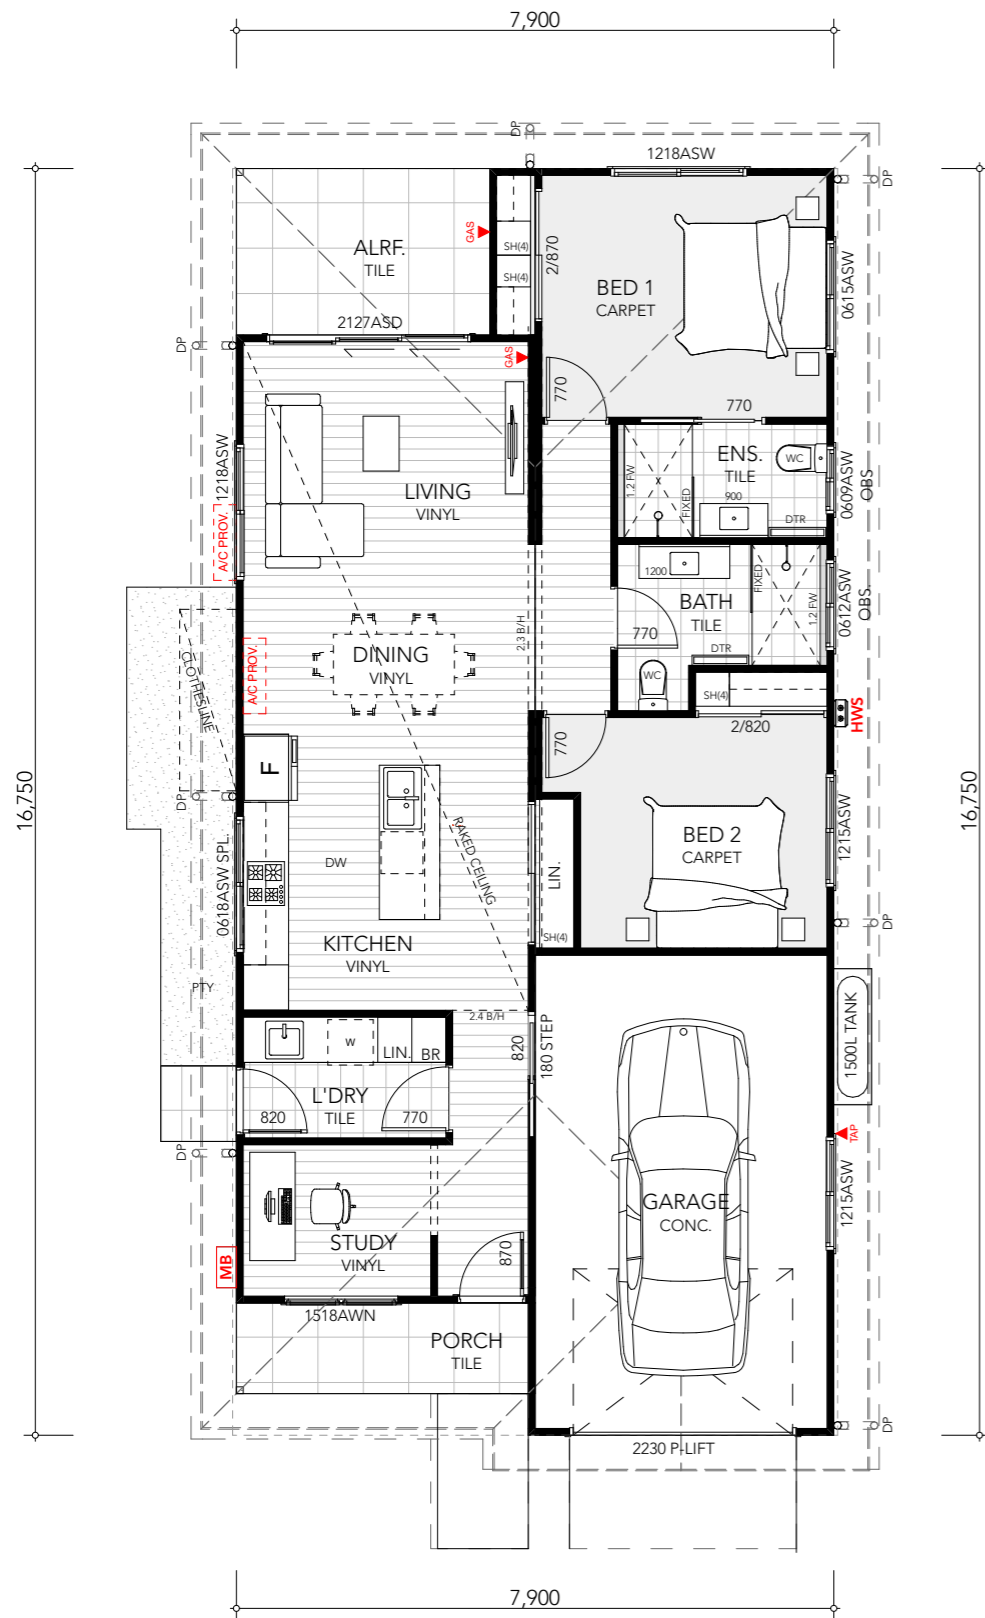 7,900
DP
1218ASW
DP
GAS
SH(4)
SH(4)
2/870
ALRF.
TILE
BED 1
CARPET
0615ASW
2127ASD
DP
GAS
770
770
1218ASW
A/C PROV.
LIVING
VINYL
1.2 FW
FIXED
ENS.
TILE
900
WC
DTR
0609ASW
OBS
1200
BATH
TILE
FIXED
1.2 FW
0612ASW
OBS.
2.3 B/H
770
DTR
WC
DINING
VINYL
A/C PROV.
CLOTHESLINE
SH(4)
2/820
HWS
770
F
DP
16,750
16,750
0618ASW SPL.
DW
RAKED CEILING
BED 2
CARPET
1215ASW
LIN.
SH(4)
DP
KITCHEN
VINYL
PTY
2.4 B/H
820
180 STEP
1500L TANK
W
LIN.
BR
L'DRY
TILE
820
770
TAP
DP
1215ASW
GARAGE
CONC.
STUDY
VINYL
870
MB
1518AWN
PORCH
TILE
DP
2230 P-LIFT
7,900